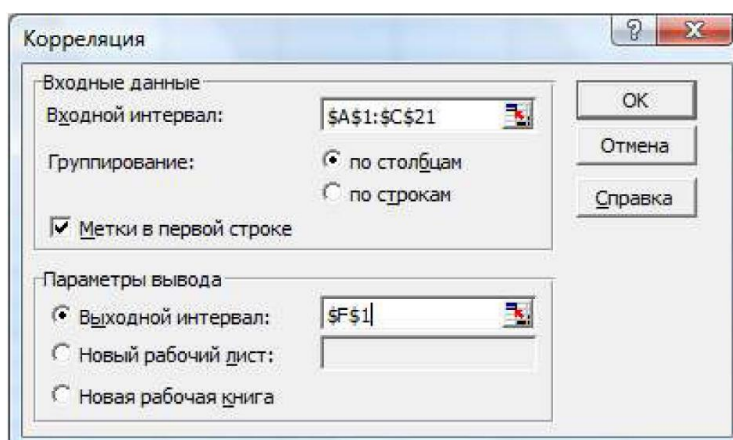 Корреляция
Входные данные
Входной интервал: $A$1:$C$21
Группирование: по столбцам
по строкам
Метки в первой строке
Параметры вывода
Выходной интервал: $F$1
Новый рабочий лист:
Новая рабочая книга
ОК
Отмена
Справка